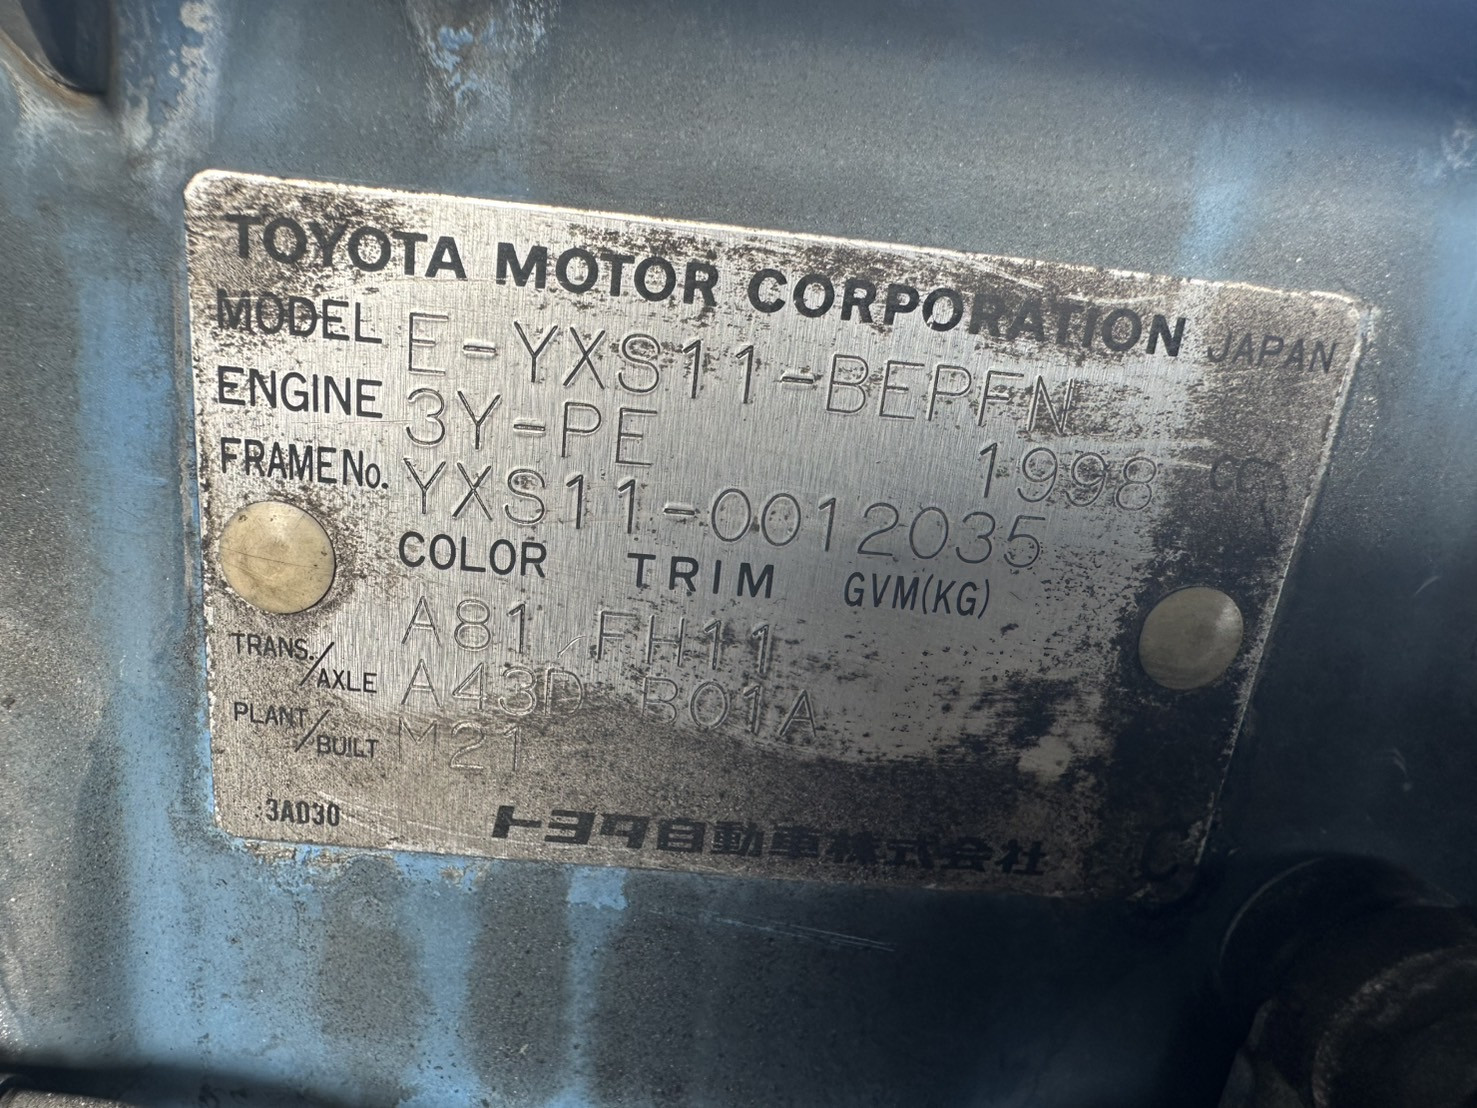 TOYOTA MOTOR CORPORATION JAPAN
MODEL E-YXS11-BEPFN
ENGINE 3Y-PE 1998 CC
FRAME No. YXS11-0012035
COLOR TRIM GVM(KG)
A81 FH11
TRANS./AXLE A43D B01A
PLANT/BUILT M21
3A030
トヨタ自動車株式会社 C